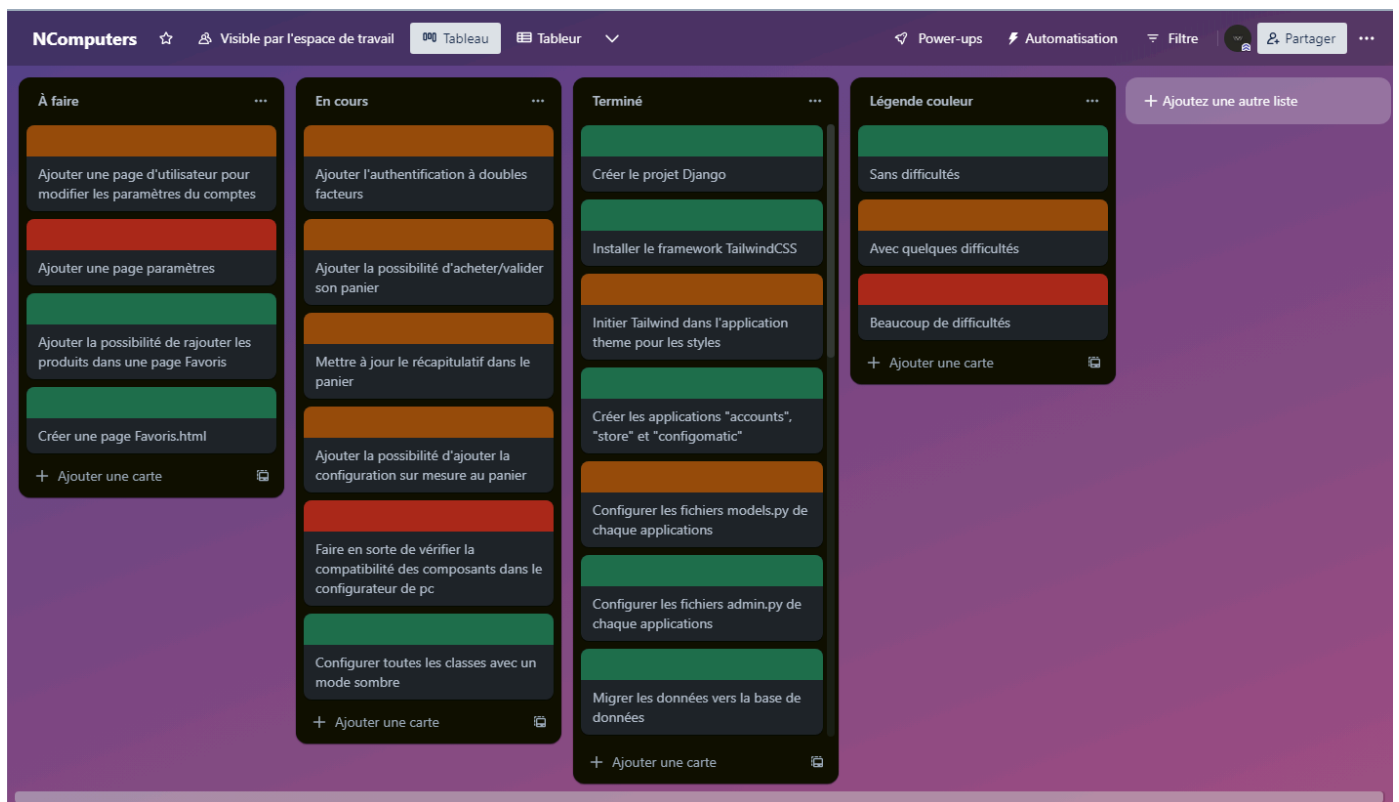 NComputers
Visible par l'espace de travail
Tableau
Tableur
Power-ups
Automatisation
Filtre
Partager
À faire
Ajouter une page d'utilisateur pour
modifier les paramètres du comptes
Ajouter une page paramètres
Ajouter la possibilité de rajouter les
produits dans une page Favoris
Créer une page Favoris.html
Ajouter une carte
En cours
Ajouter l'authentification à doubles
facteurs
Ajouter la possibilité d'acheter/valider
son panier
Mettre à jour le récapitulatif dans le
panier
Ajouter la possibilité d'ajouter la
configuration sur mesure au panier
Faire en sorte de vérifier la
compatibilité des composants dans le
configurateur de pc
Configurer toutes les classes avec un
mode sombre
Ajouter une carte
Terminé
Créer le projet Django
Installer le framework TailwindCSS
Initier Tailwind dans l'application
theme pour les styles
Créer les applications "accounts",
"store" et "configomatic"
Configurer les fichiers models.py de
chaque applications
Configurer les fichiers admin.py de
chaque applications
Migrer les données vers la base de
données
Ajouter une carte
Légende couleur
Sans difficultés
Avec quelques difficultés
Beaucoup de difficultés
Ajouter une carte
Ajoutez une autre liste